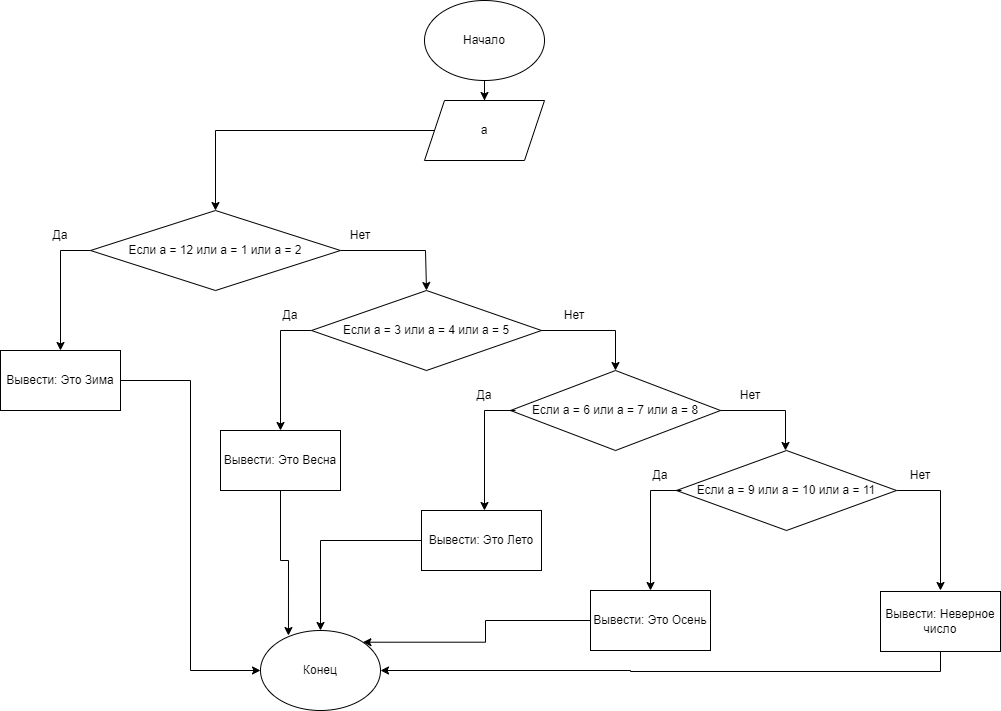 Начало
а
Да
Если а = 12 или а = 1 или а = 2
Нет
Да
Если а = 3 или а = 4 или а = 5
Нет
Вывести: Это Зима
Да
Если а = 6 или а = 7 или а = 8
Нет
Вывести: Это Весна
Да
Если а = 9 или а = 10 или а = 11
Нет
Вывести: Это Лето
Вывести: Это Осень
Вывести: Неверное
число
Конец